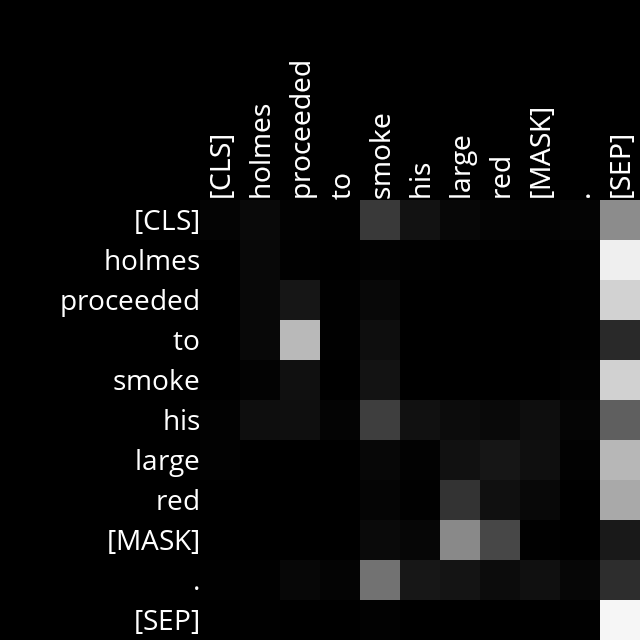 [CLS]
holmes
proceeded
to
smoke
his
large
red
[MASK]
.
[SEP]
[CLS]
holmes
proceeded
to
smoke
his
large
red
[MASK]
.
[SEP]